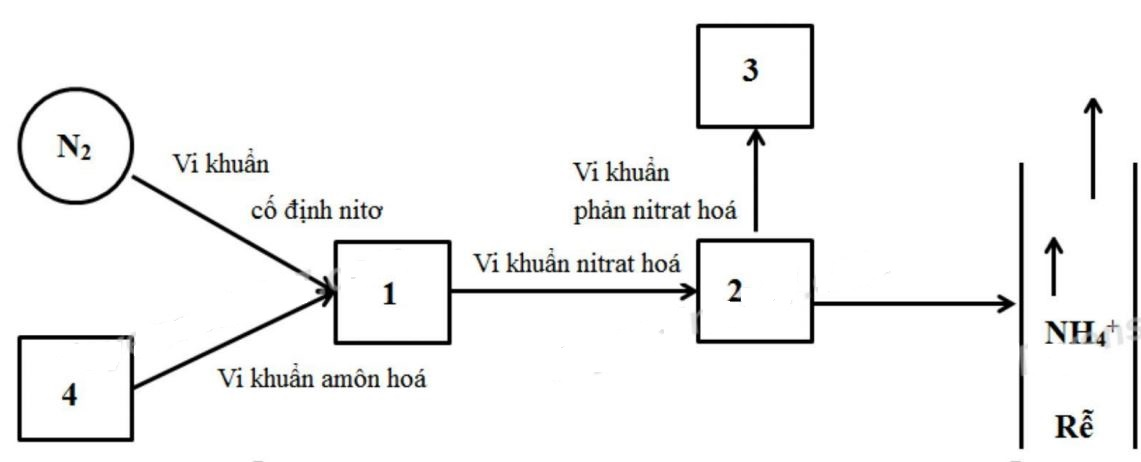 3
N₂
Vi khuẩn
cố định nitơ
Vi khuẩn
phản nitrat hoá
Vi khuẩn nitrat hoá
1
2
NH₄⁺
Vi khuẩn amôn hoá
4
Rễ